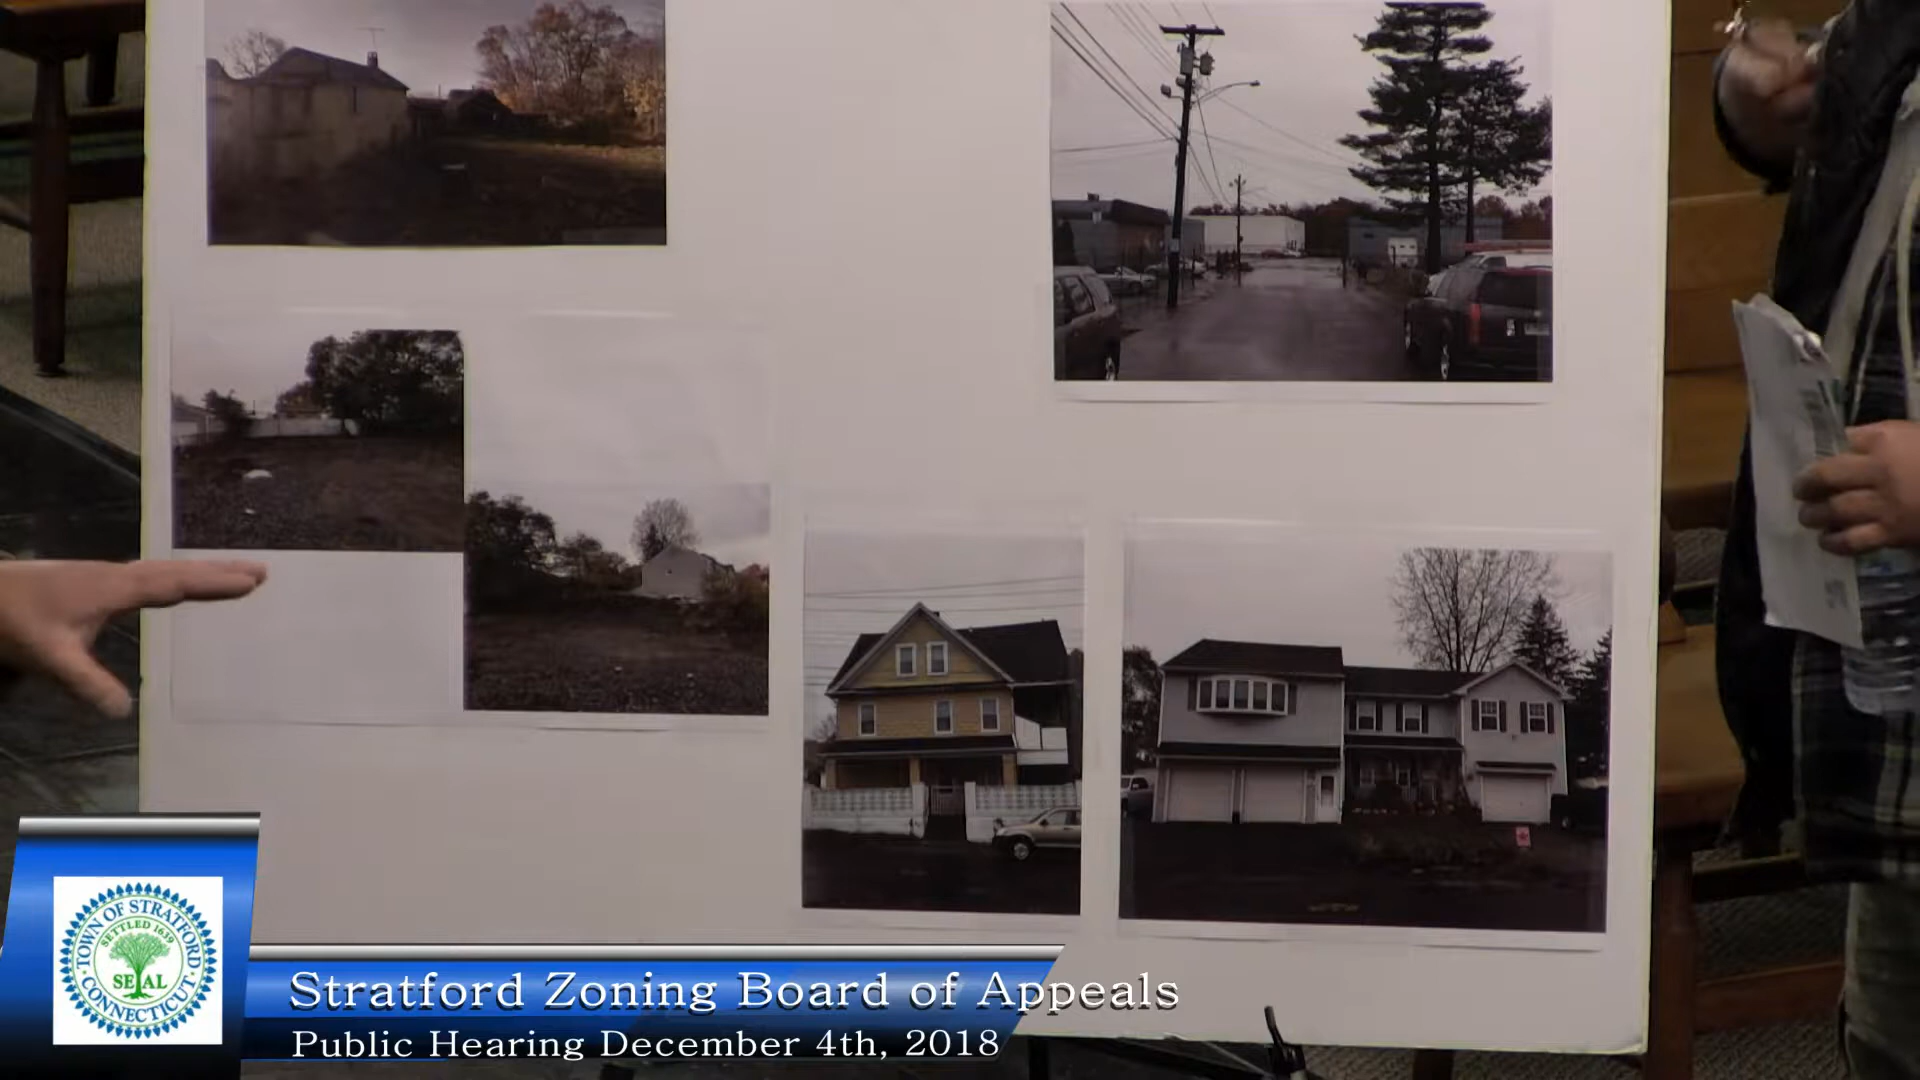 TOWN OF STRATFORD
SETTLED 1639
SEAL
CONNECTICUT
Stratford Zoning Board of Appeals
Public Hearing December 4th, 2018